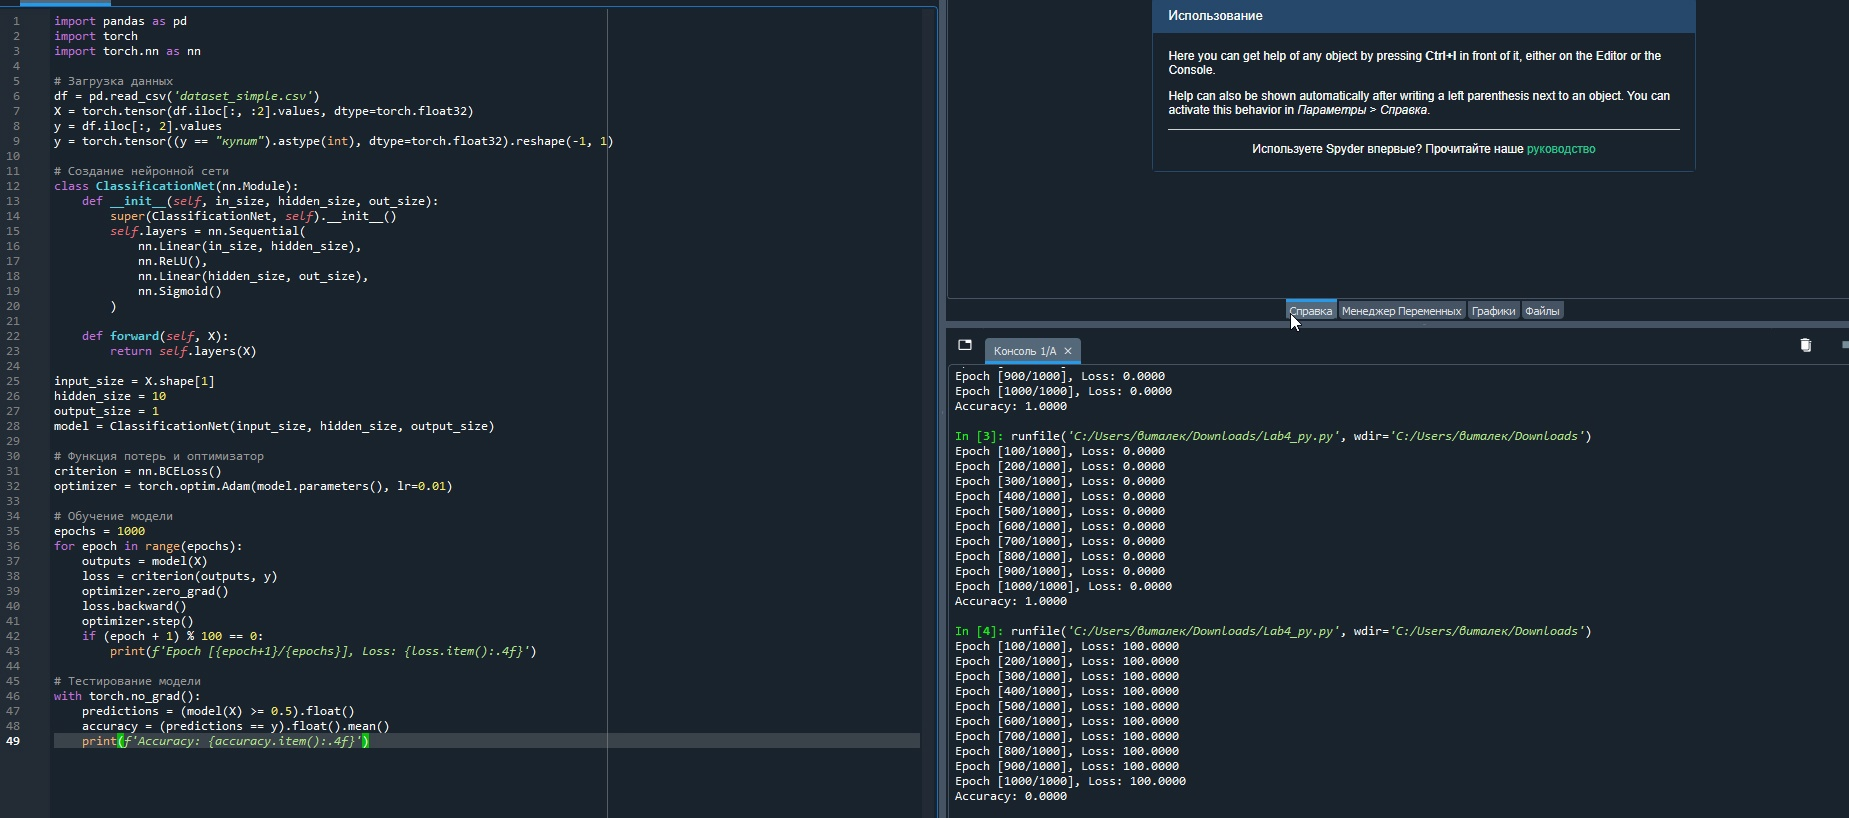 1 import pandas as pd
2 import torch
3 import torch.nn as nn
4
5 # Загрузка данных
6 df = pd.read_csv('dataset_simple.csv')
7 X = torch.tensor(df.iloc[:, :2].values, dtype=torch.float32)
8 y = df.iloc[:, 2].values
9 y = torch.tensor((y == "купит").astype(int), dtype=torch.float32).reshape(-1, 1)
10
11 # Создание нейронной сети
12 class ClassificationNet(nn.Module):
13     def __init__(self, in_size, hidden_size, out_size):
14         super(ClassificationNet, self).__init__()
15         self.layers = nn.Sequential(
16             nn.Linear(in_size, hidden_size),
17             nn.ReLU(),
18             nn.Linear(hidden_size, out_size),
19             nn.Sigmoid()
20         )
21
22     def forward(self, X):
23         return self.layers(X)
24
25 input_size = X.shape[1]
26 hidden_size = 10
27 output_size = 1
28 model = ClassificationNet(input_size, hidden_size, output_size)
29
30 # Функция потерь и оптимизатор
31 criterion = nn.BCELoss()
32 optimizer = torch.optim.Adam(model.parameters(), lr=0.01)
33
34 # Обучение модели
35 epochs = 1000
36 for epoch in range(epochs):
37     outputs = model(X)
38     loss = criterion(outputs, y)
39     optimizer.zero_grad()
40     loss.backward()
41     optimizer.step()
42     if (epoch + 1) % 100 == 0:
43         print(f'Epoch [{epoch+1}/{epochs}], Loss: {loss.item():.4f}')
44
45 # Тестирование модели
46 with torch.no_grad():
47     predictions = (model(X) >= 0.5).float()
48     accuracy = (predictions == y).float().mean()
49     print(f'Accuracy: {accuracy.item():.4f}')
Использование
Here you can get help of any object by pressing Ctrl+I in front of it, either on the Editor or the
Console.
Help can also be shown automatically after writing a left parenthesis next to an object. You can
activate this behavior in Параметры > Справка.
Используете Spyder впервые? Прочитайте наше руководство
Справка Менеджер Переменных Графики Файлы
Консоль 1/A ×
Epoch [900/1000], Loss: 0.0000
Epoch [1000/1000], Loss: 0.0000
Accuracy: 1.0000
In [3]: runfile('C:/Users/виталек/Downloads/Lab4_py.py', wdir='C:/Users/виталек/Downloads')
Epoch [100/1000], Loss: 0.0000
Epoch [200/1000], Loss: 0.0000
Epoch [300/1000], Loss: 0.0000
Epoch [400/1000], Loss: 0.0000
Epoch [500/1000], Loss: 0.0000
Epoch [600/1000], Loss: 0.0000
Epoch [700/1000], Loss: 0.0000
Epoch [800/1000], Loss: 0.0000
Epoch [900/1000], Loss: 0.0000
Epoch [1000/1000], Loss: 0.0000
Accuracy: 1.0000
In [4]: runfile('C:/Users/виталек/Downloads/Lab4_py.py', wdir='C:/Users/виталек/Downloads')
Epoch [100/1000], Loss: 100.0000
Epoch [200/1000], Loss: 100.0000
Epoch [300/1000], Loss: 100.0000
Epoch [400/1000], Loss: 100.0000
Epoch [500/1000], Loss: 100.0000
Epoch [600/1000], Loss: 100.0000
Epoch [700/1000], Loss: 100.0000
Epoch [800/1000], Loss: 100.0000
Epoch [900/1000], Loss: 100.0000
Epoch [1000/1000], Loss: 100.0000
Accuracy: 0.0000